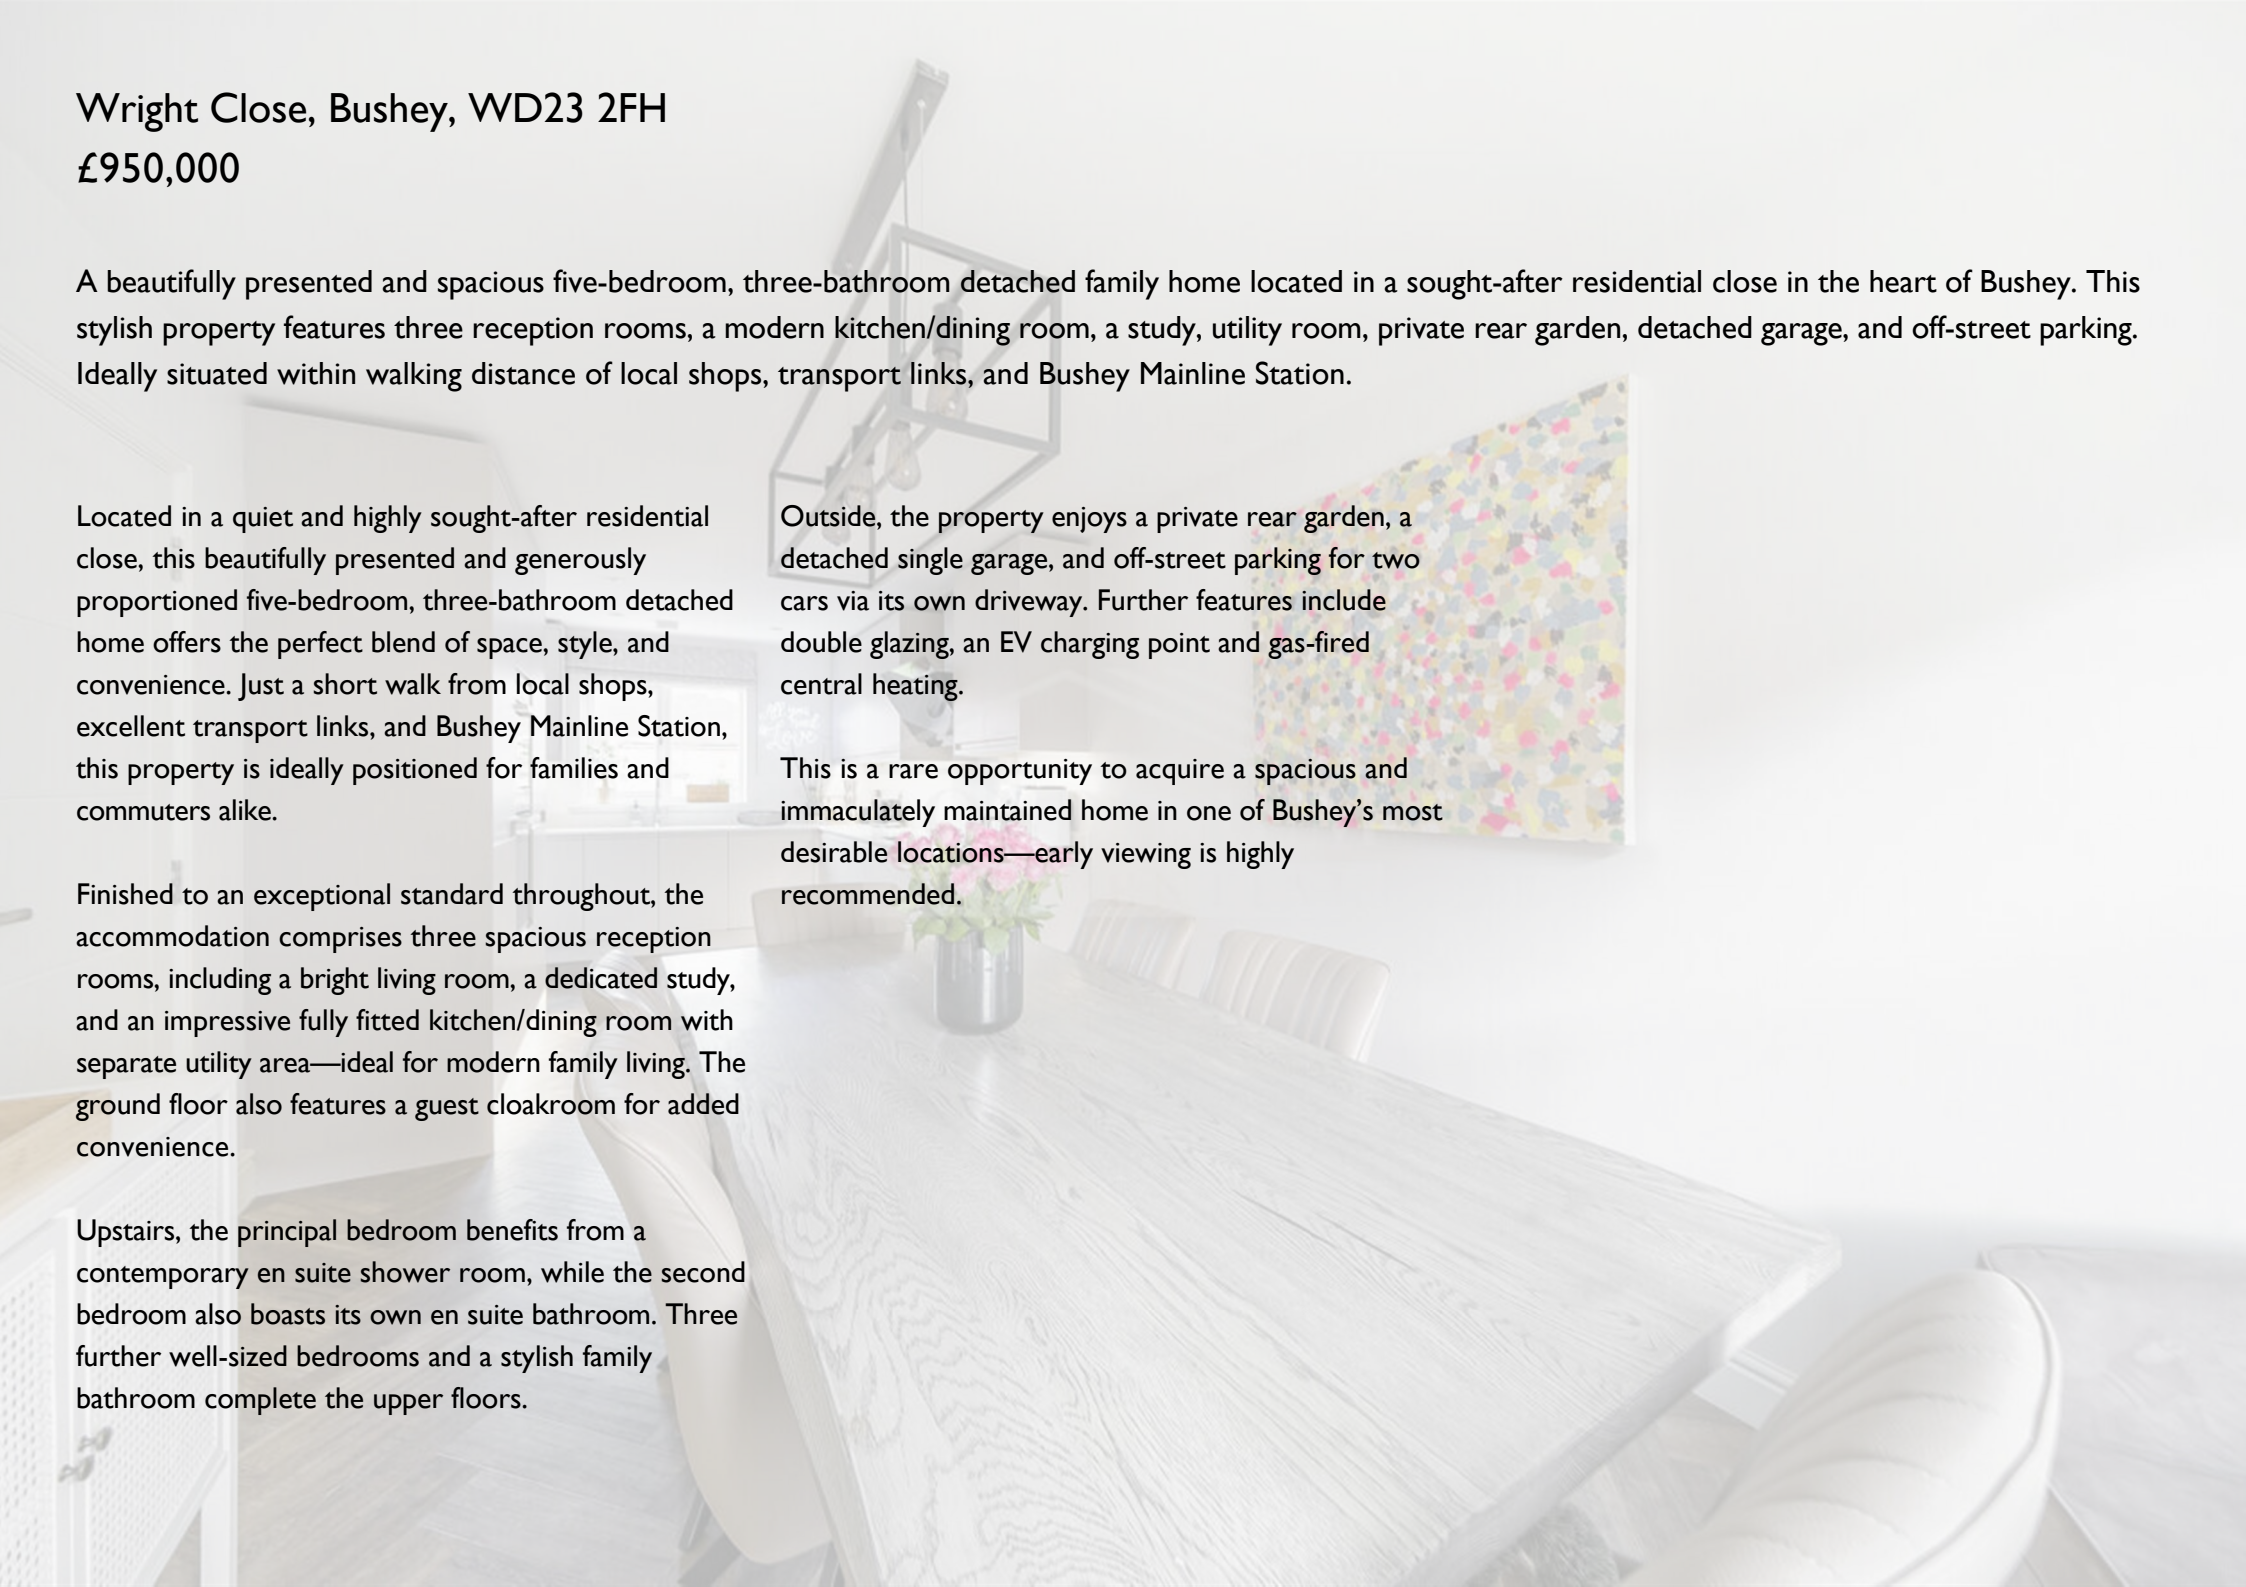 Wright Close, Bushey, WD23 2FH
£950,000
A beautifully presented and spacious five-bedroom, three-bathroom detached family home located in a sought-after residential close in the heart of Bushey. This
stylish property features three reception rooms, a modern kitchen/dining room, a study, utility room, private rear garden, detached garage, and off-street parking.
Ideally situated within walking distance of local shops, transport links, and Bushey Mainline Station.
Located in a quiet and highly sought-after residential
close, this beautifully presented and generously
proportioned five-bedroom, three-bathroom detached
home offers the perfect blend of space, style, and
convenience. Just a short walk from local shops,
excellent transport links, and Bushey Mainline Station,
this property is ideally positioned for families and
commuters alike.
Finished to an exceptional standard throughout, the
accommodation comprises three spacious reception
rooms, including a bright living room, a dedicated study,
and an impressive fully fitted kitchen/dining room with
separate utility area—ideal for modern family living. The
ground floor also features a guest cloakroom for added
convenience.
Upstairs, the principal bedroom benefits from a
contemporary en suite shower room, while the second
bedroom also boasts its own en suite bathroom. Three
further well-sized bedrooms and a stylish family
bathroom complete the upper floors.
Outside, the property enjoys a private rear garden, a
detached single garage, and off-street parking for two
cars via its own driveway. Further features include
double glazing, an EV charging point and gas-fired
central heating.
This is a rare opportunity to acquire a spacious and
immaculately maintained home in one of Bushey’s most
desirable locations—early viewing is highly
recommended.